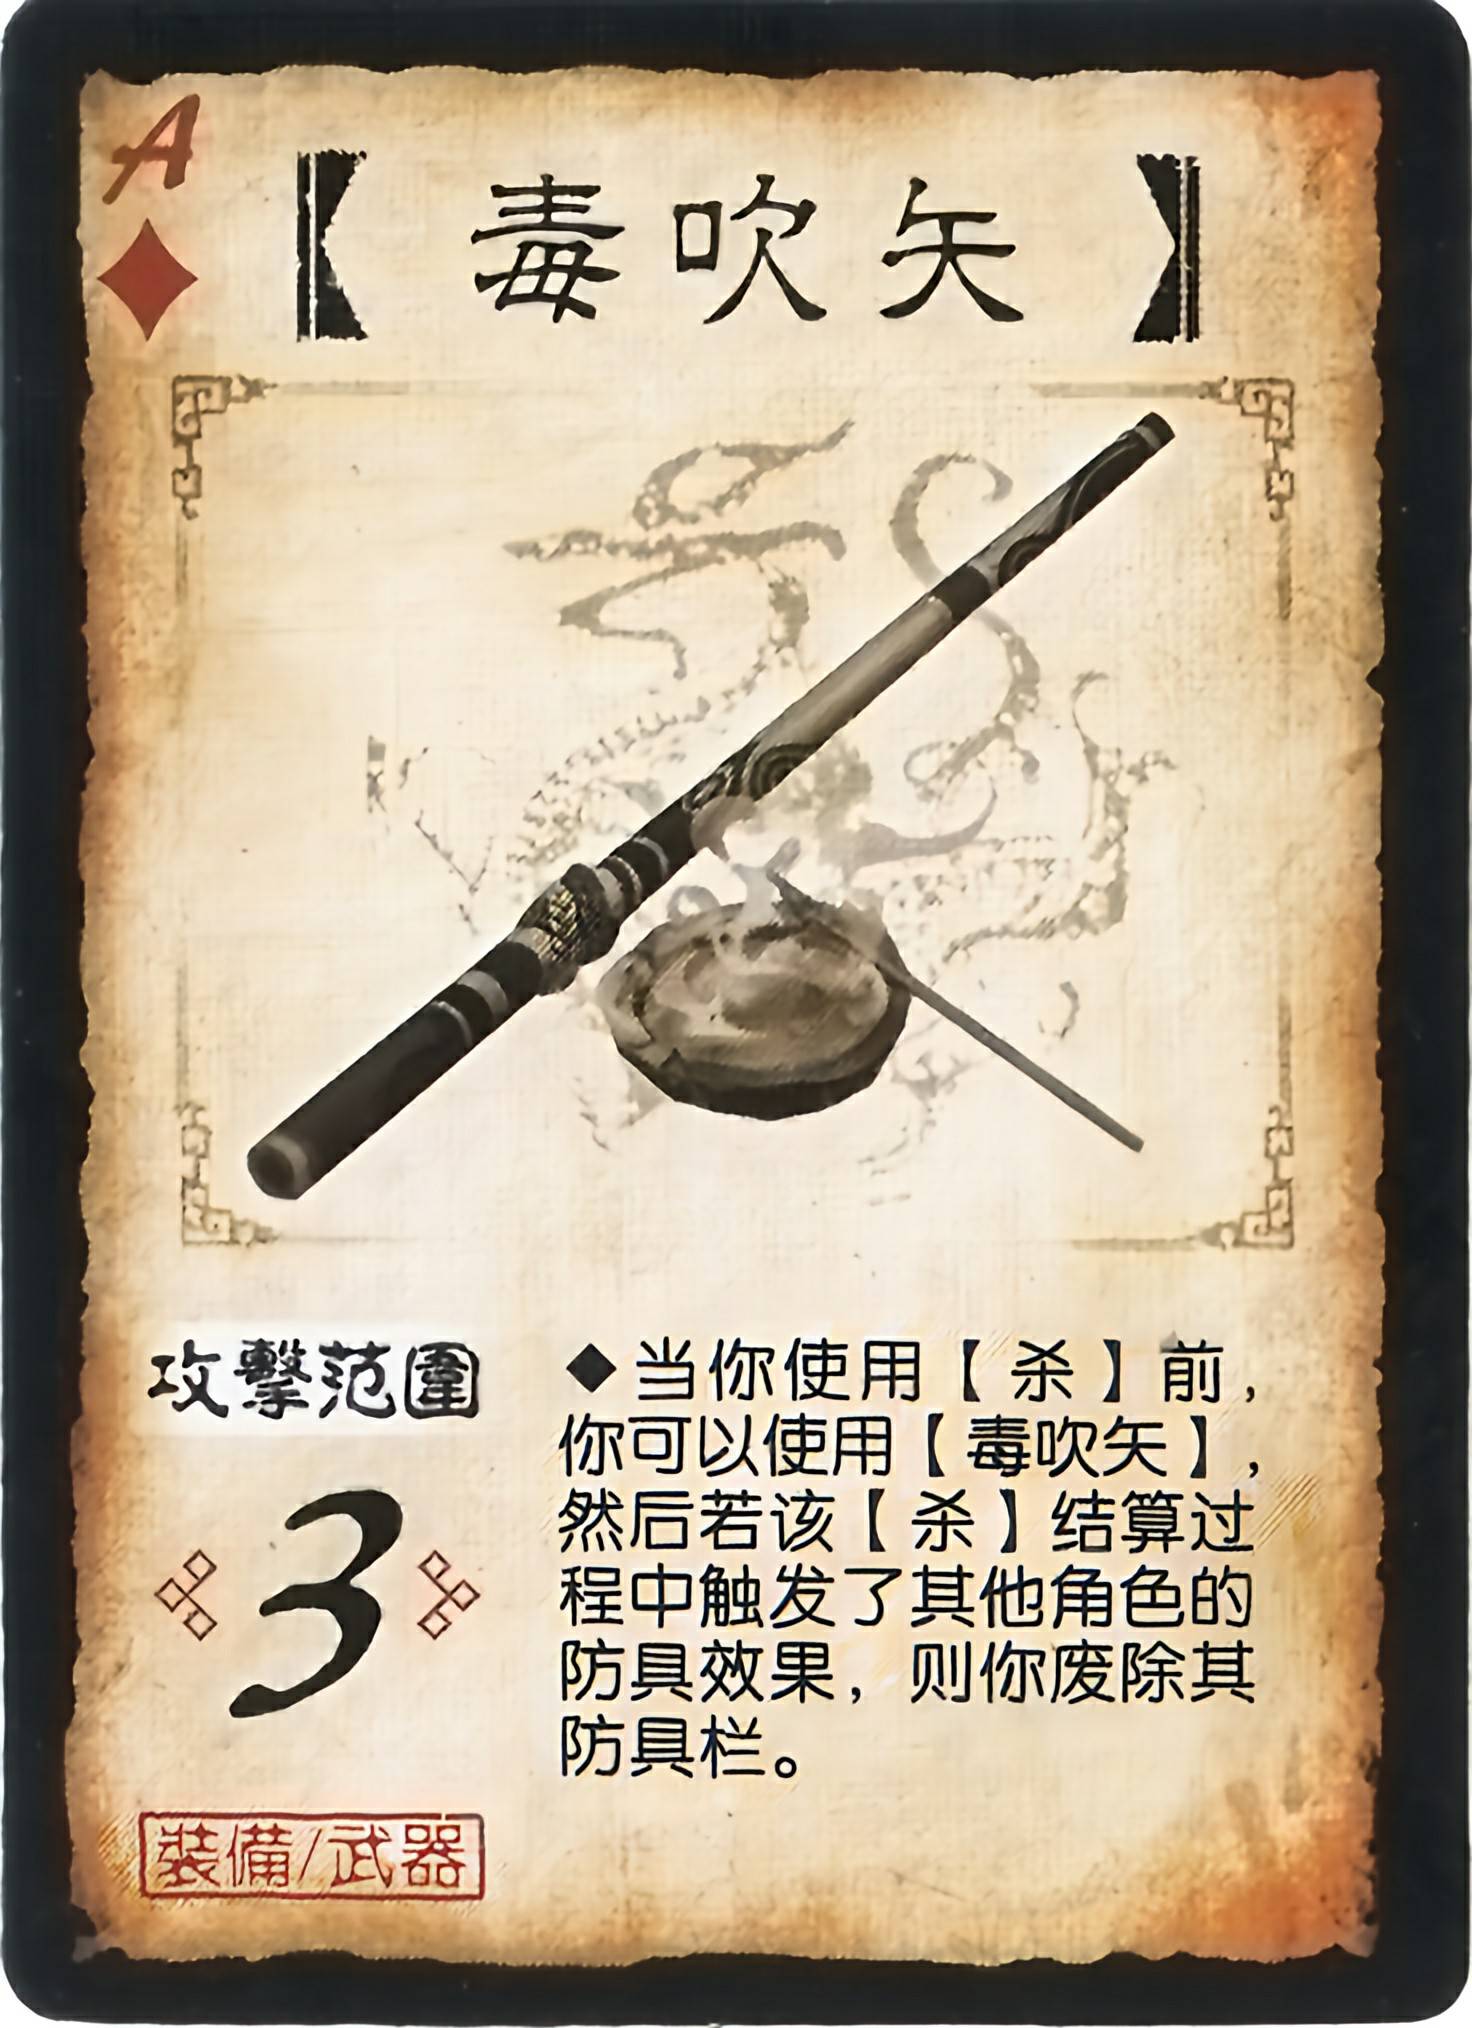 A
【毒吹矢】
攻擊范圍
3
◆当你使用【杀】前，
你可以使用【毒吹矢】，
然后若该【杀】结算过
程中触发了其他角色的
防具效果，则你废除其
防具栏。
裝備/武器